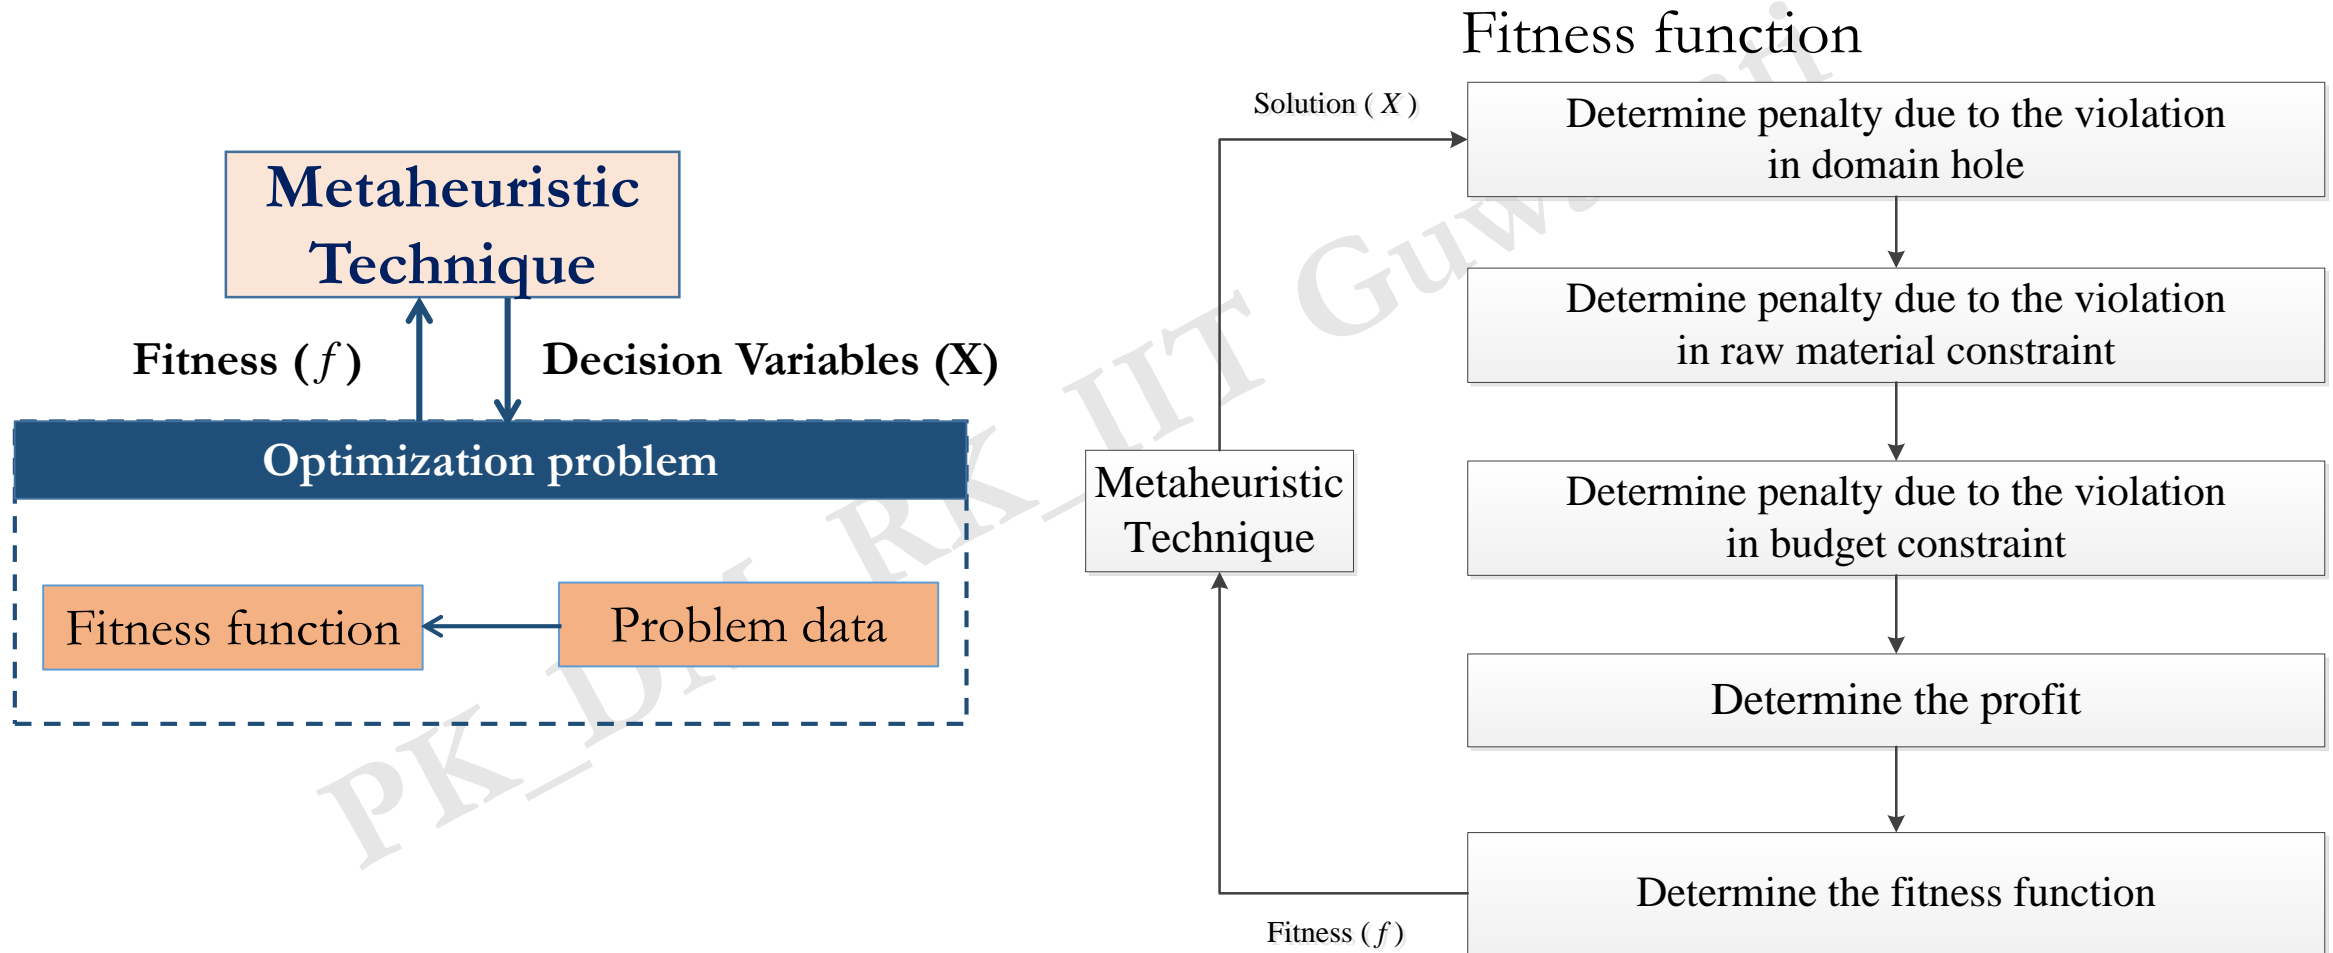 Fitness function
Metaheuristic
Technique
Fitness (f)
Decision Variables (X)
Optimization problem
Fitness function
Problem data
Solution ( X )
Metaheuristic
Technique
Fitness ( f )
Determine penalty due to the violation
in domain hole
Determine penalty due to the violation
in raw material constraint
Determine penalty due to the violation
in budget constraint
Determine the profit
Determine the fitness function